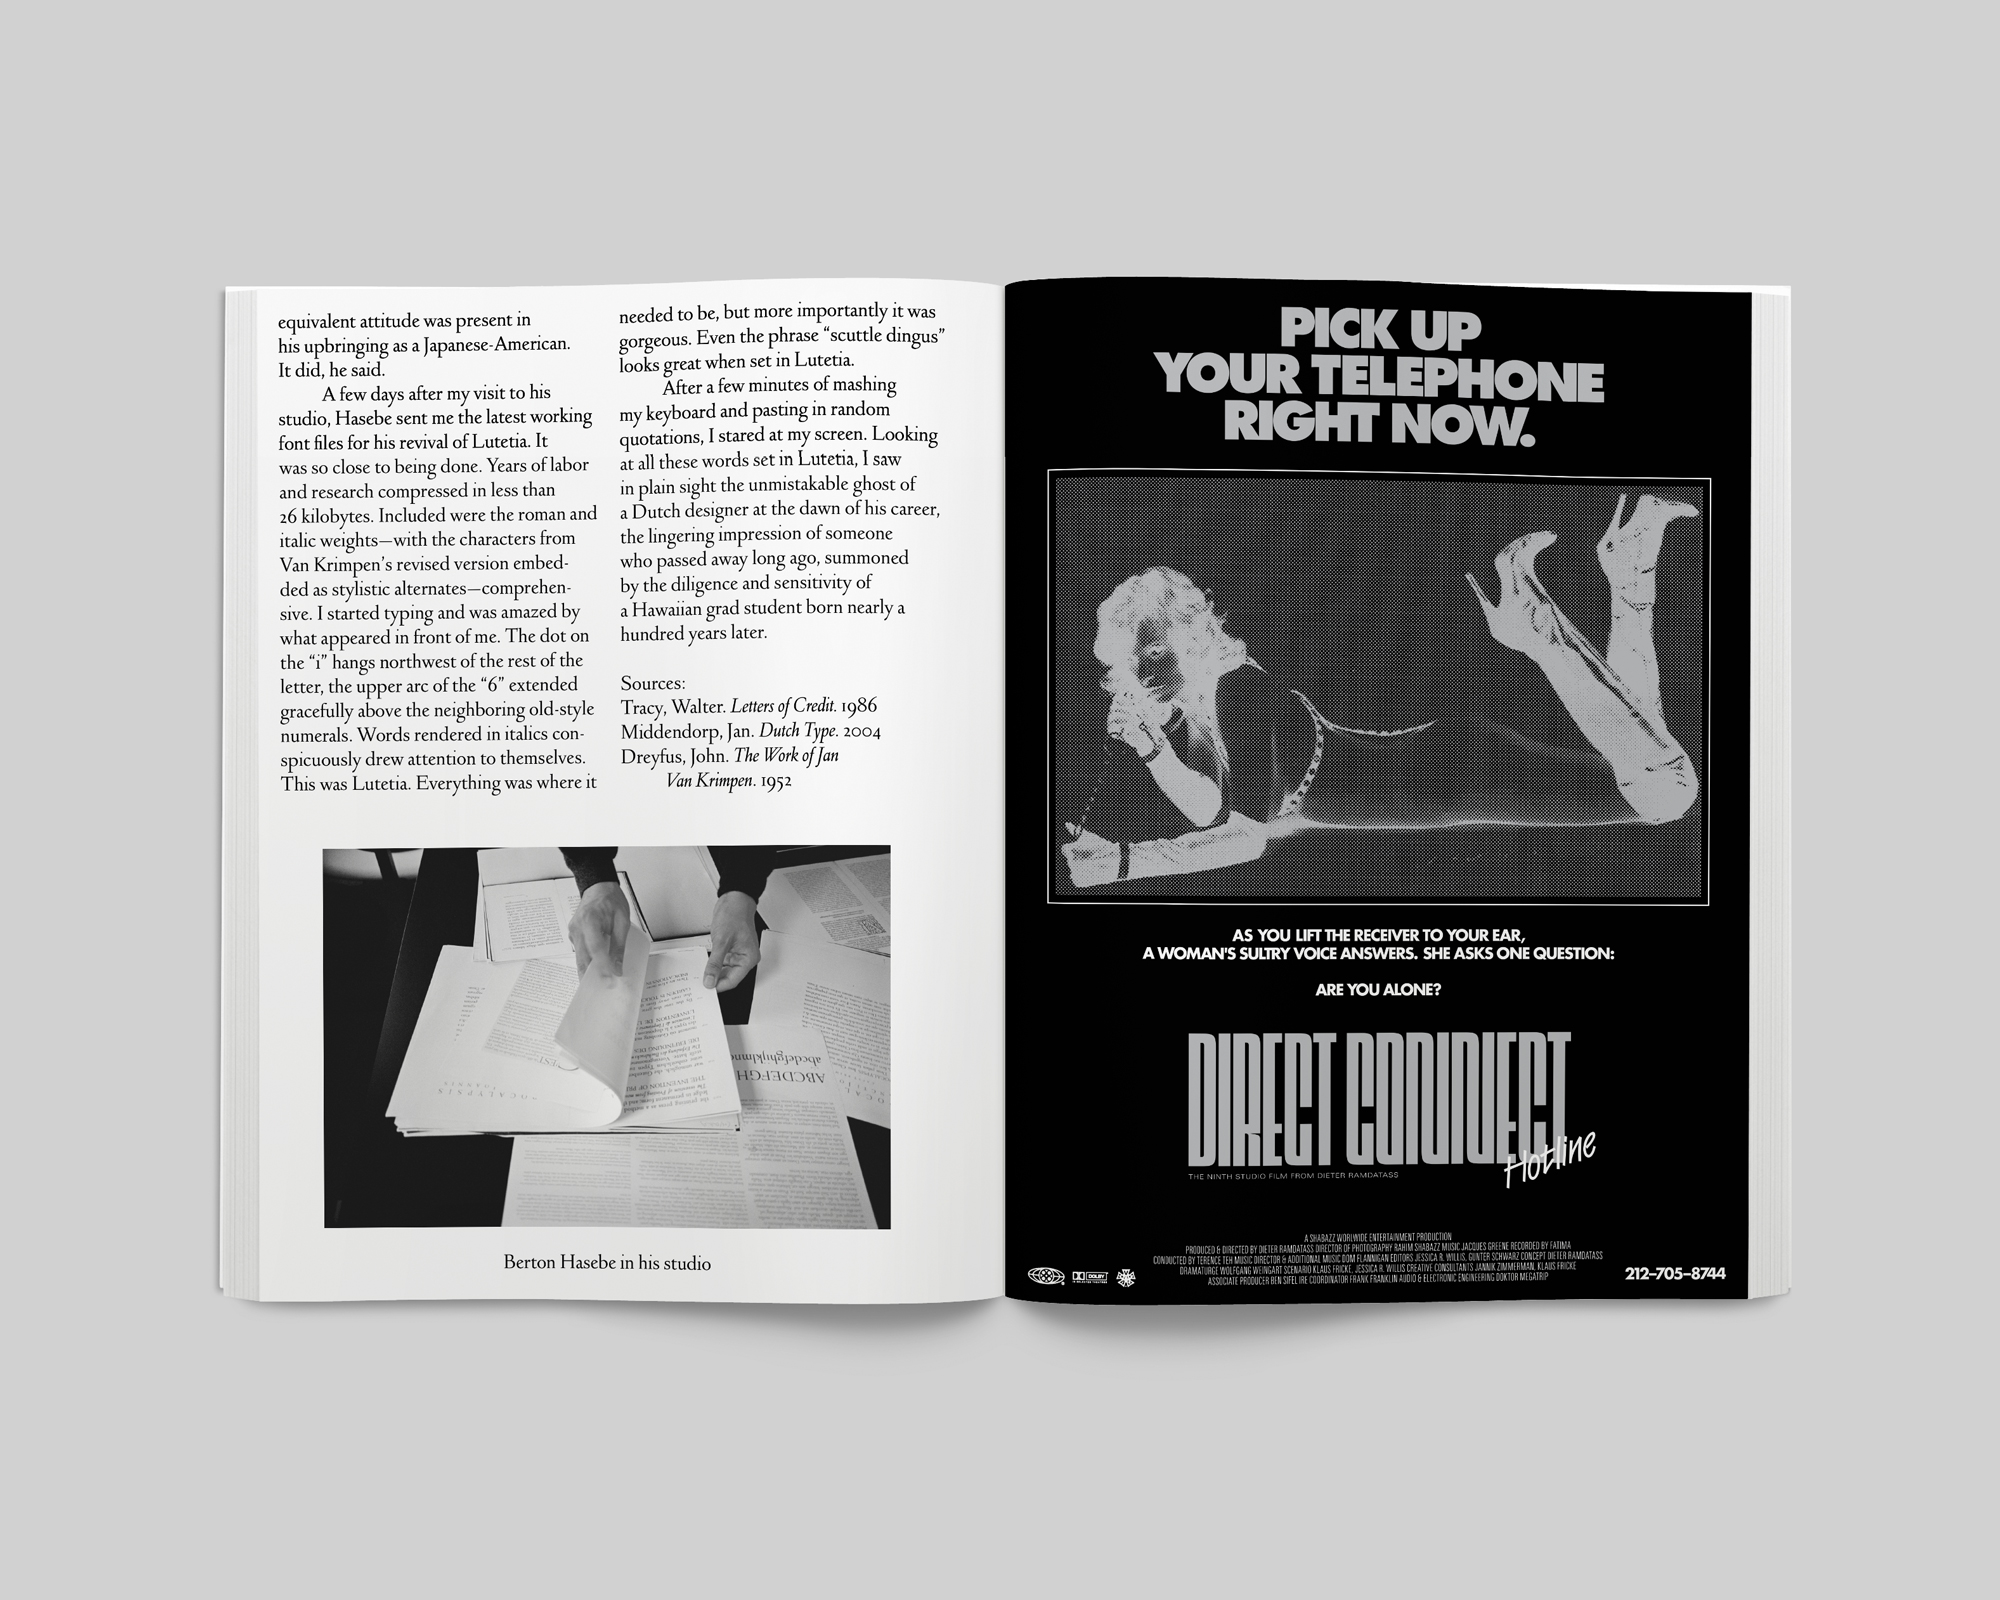 equivalent attitude was present in
his upbringing as a Japanese-American.
It did, he said.
A few days after my visit to his
studio, Hasebe sent me the latest working
font files for his revival of Lutetia. It
was so close to being done. Years of labor
and research compressed in less than
26 kilobytes. Included were the roman and
italic weights—with the characters from
Van Krimpen's revised version embed-
ded as stylistic alternates—comprehen-
sive. I started typing and was amazed by
what appeared in front of me. The dot on
the “i” hangs northwest of the rest of the
letter, the upper arc of the “6” extended
gracefully above the neighboring old-style
numerals. Words rendered in italics con-
spicuously drew attention to themselves.
This was Lutetia. Everything was where it
needed to be, but more importantly it was
gorgeous. Even the phrase “scuttle dingus”
looks great when set in Lutetia.
After a few minutes of mashing
my keyboard and pasting in random
quotations, I stared at my screen. Looking
at all these words set in Lutetia, I saw
in plain sight the unmistakable ghost of
a Dutch designer at the dawn of his career,
the lingering impression of someone
who passed away long ago, summoned
by the diligence and sensitivity of
a Hawaiian grad student born nearly a
hundred years later.
Sources:
Tracy, Walter. Letters of Credit. 1986
Middendorp, Jan. Dutch Type. 2004
Dreyfus, John. The Work of Jan
Van Krimpen. 1952
THE INVENTION OF
abcdefghijklmn
ABCDEFGH
Berton Hasebe in his studio
PICK UP
YOUR TELEPHONE
RIGHT NOW.
AS YOU LIFT THE RECEIVER TO YOUR EAR,
A WOMAN'S SULTRY VOICE ANSWERS. SHE ASKS ONE QUESTION:
ARE YOU ALONE?
DIRECT CONNECT
Hotline
THE NINTH STUDIO FILM FROM DIETER RAMDATASS
A SHABAZZ WORLWIDE ENTERTAINMENT PRODUCTION
PRODUCED & DIRECTED BY DIETER RAMDATASS DIRECTOR OF PHOTOGRAPHY RAHIM SHABAZZ MUSIC JACQUES GREENE RECORDED BY FATIMA
CONDUCTED BY TERENCE TEH MUSIC DIRECTOR & ADDITIONAL MUSIC DOM FLANNIGAN EDITORS JESSICA R. WILLIS, GUNTER SCHWARZ CONCEPT DIETER RAMDATASS
DRAMATURGE WOLFGANG WEINGART SCENARIO KLAUS FRICKE, JESSICA R. WILLIS CREATIVE CONSULTANTS JANNIK ZIMMERMAN, KLAUS FRICKE
ASSOCIATE PRODUCER BEN SIFEL IRE COORDINATOR FRANK FRANKLIN AUDIO & ELECTRONIC ENGINEERING DOKTOR MEGATRIP
DOLBY
212–705–8744